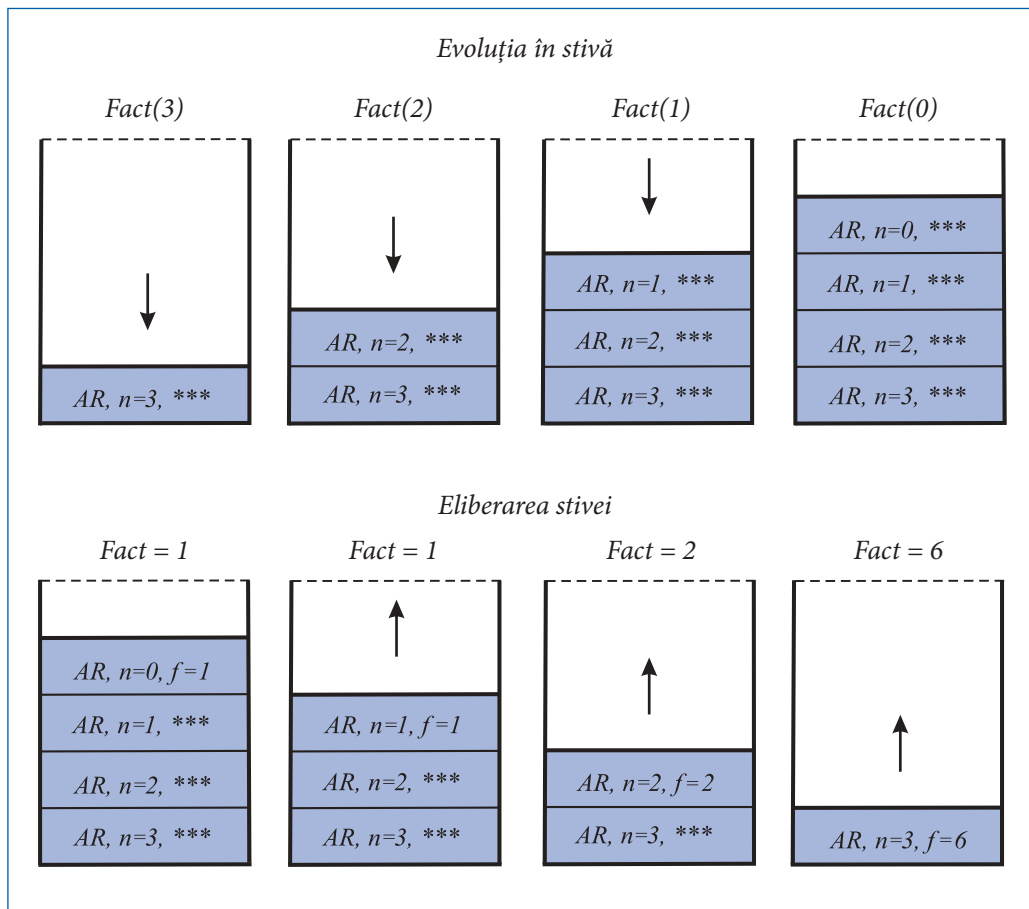 Evoluția în stivă
Fact(3) Fact(2) Fact(1) Fact(0)
AR, n=3, ***
AR, n=2, ***
AR, n=3, ***
AR, n=1, ***
AR, n=2, ***
AR, n=3, ***
AR, n=0, ***
AR, n=1, ***
AR, n=2, ***
AR, n=3, ***
Eliberarea stivei
Fact = 1 Fact = 1 Fact = 2 Fact = 6
AR, n=0, f=1
AR, n=1, ***
AR, n=2, ***
AR, n=3, ***
AR, n=1, f=1
AR, n=2, ***
AR, n=3, ***
AR, n=2, f=2
AR, n=3, ***
AR, n=3, f=6